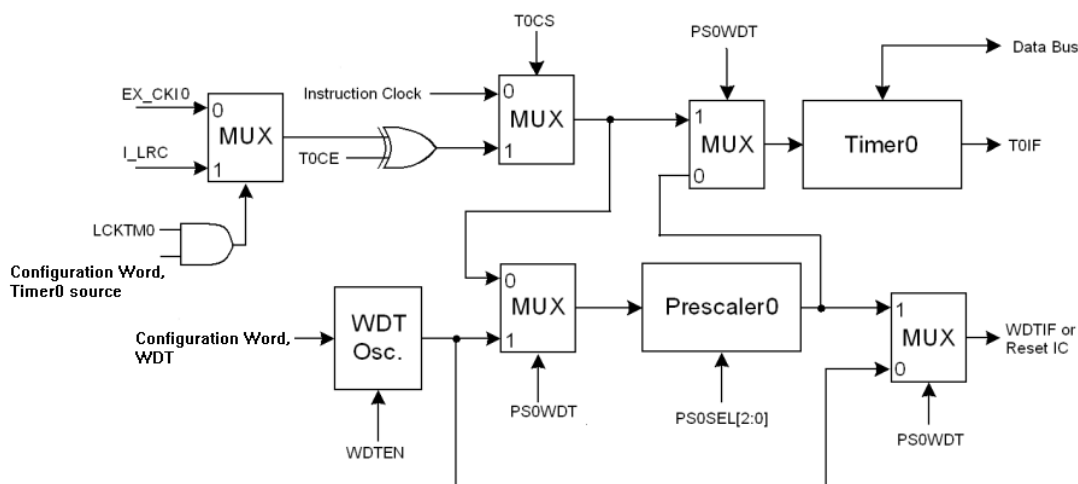 T0CS
PS0WDT
Data Bus
EX_CKI0
0
MUX
I_LRC
1
Instruction Clock
0
MUX
1
T0CE
1
MUX
0
Timer0
T0IF
LCKTM0
Configuration Word,
Timer0 source
0
MUX
1
Prescaler0
1
MUX
0
WDTIF or
Reset IC
Configuration Word,
WDT
WDT
Osc.
PS0WDT
PS0SEL[2:0]
PS0WDT
WDTEN